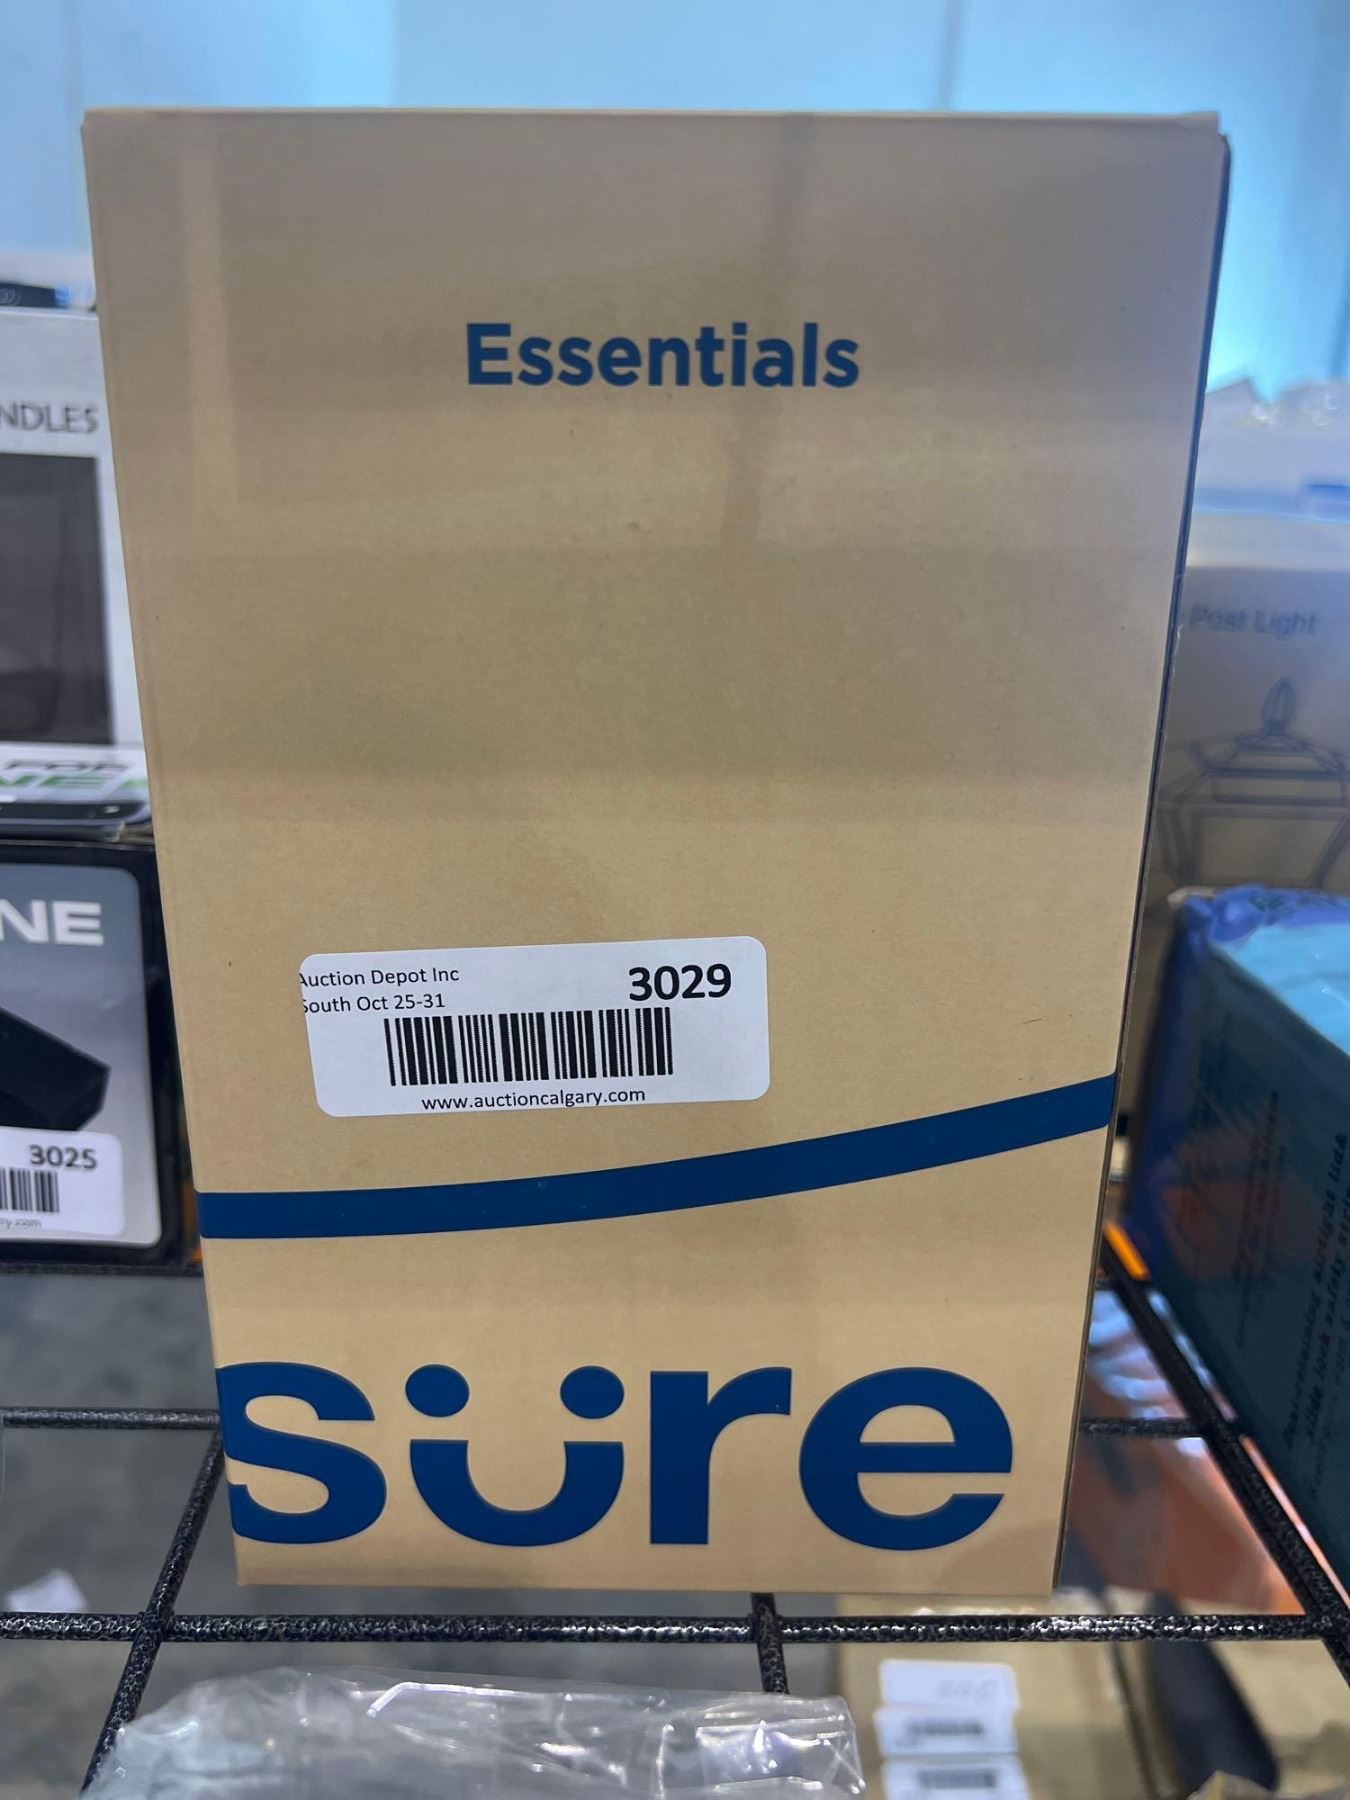 Essentials
NDLES
Post Light
NE
Auction Depot Inc
3029
South Oct 25-31
www.auctioncalgary.com
3025
süre